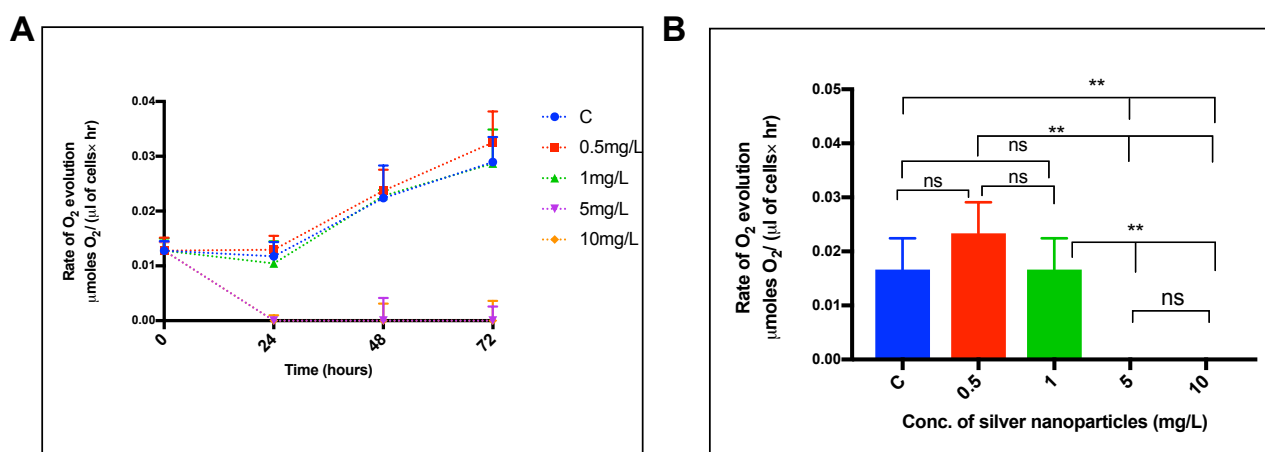 A
Rate of O2 evolution
μmoles O2/ (μl of cells× hr)
0.04
0.03
0.02
0.01
0.00
0
24
48
72
Time (hours)
C
0.5mg/L
1mg/L
5mg/L
10mg/L
B
Rate of O2 evolution
μmoles O2/ (μl of cells× hr)
0.05
0.04
0.03
0.02
0.01
0.00
**
**
ns
ns
ns
**
ns
C
0.5
1
5
10
Conc. of silver nanoparticles (mg/L)